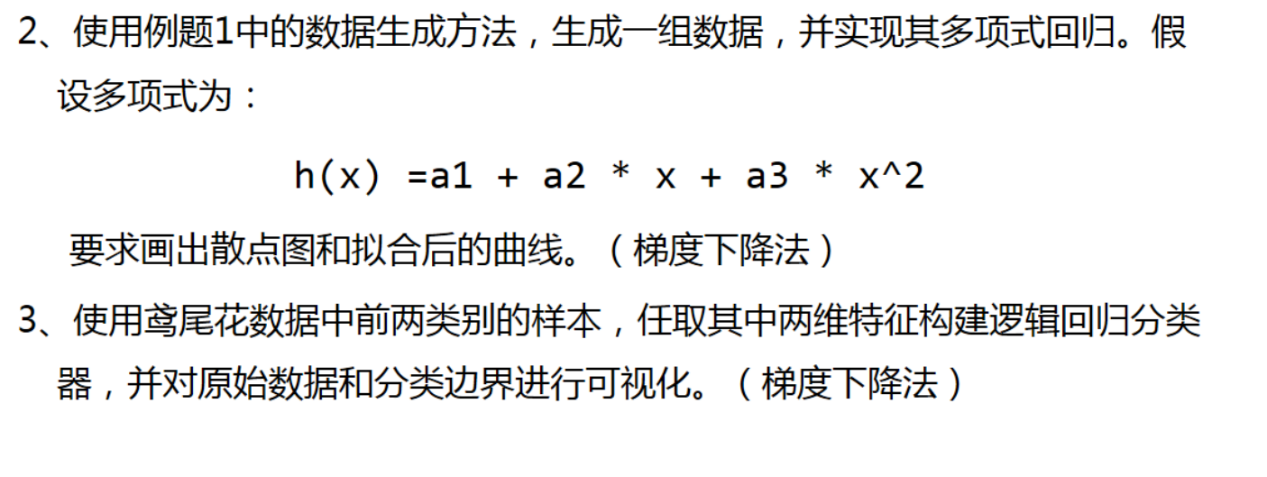 2、使用例题1中的数据生成方法，生成一组数据，并实现其多项式回归。假
设多项式为：
h(x) =a1 + a2 * x + a3 * x^2
要求画出散点图和拟合后的曲线。（梯度下降法）
3、使用鸢尾花数据中前两类别的样本，任取其中两维特征构建逻辑回归分类
器，并对原始数据和分类边界进行可视化。（梯度下降法）